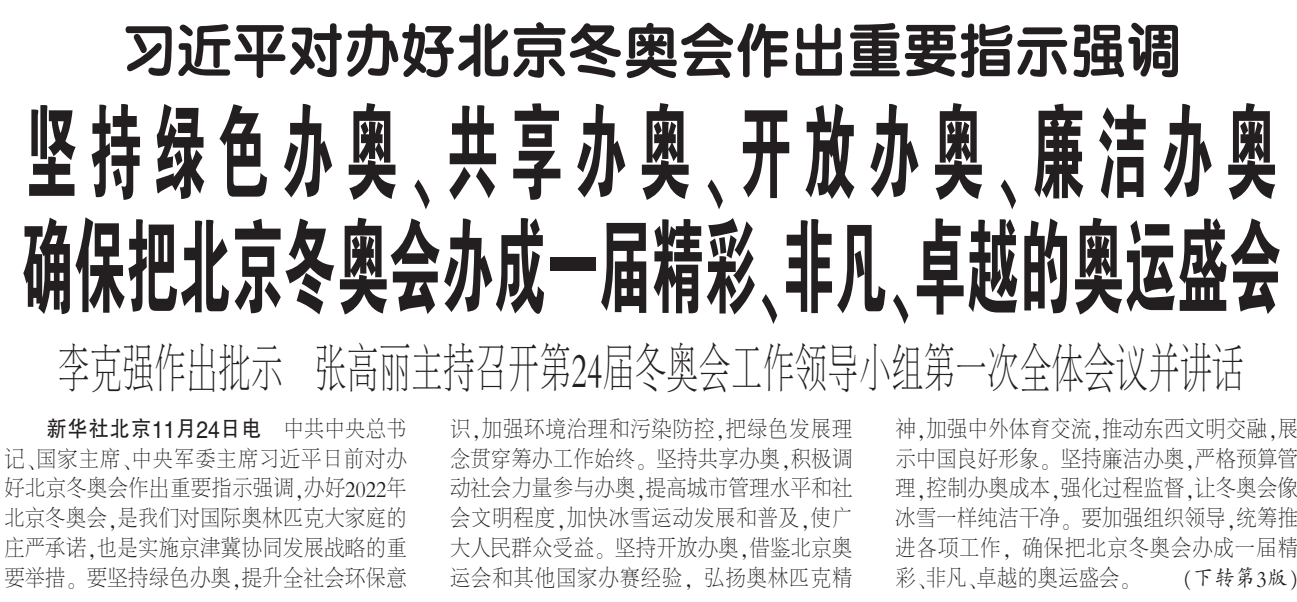 习近平对办好北京冬奥会作出重要指示强调
坚持绿色办奥、共享办奥、开放办奥、廉洁办奥
确保把北京冬奥会办成一届精彩、非凡、卓越的奥运盛会
李克强作出批示　张高丽主持召开第24届冬奥会工作领导小组第一次全体会议并讲话
新华社北京11月24日电　中共中央总书
记、国家主席、中央军委主席习近平日前对办
好北京冬奥会作出重要指示强调,办好2022年
北京冬奥会,是我们对国际奥林匹克大家庭的
庄严承诺,也是实施京津冀协同发展战略的重
要举措。要坚持绿色办奥,提升全社会环保意
识,加强环境治理和污染防控,把绿色发展理
念贯穿筹办工作始终。坚持共享办奥,积极调
动社会力量参与办奥,提高城市管理水平和社
会文明程度,加快冰雪运动发展和普及,使广
大人民群众受益。坚持开放办奥,借鉴北京奥
运会和其他国家办赛经验,弘扬奥林匹克精
神,加强中外体育交流,推动东西文明交融,展
示中国良好形象。坚持廉洁办奥,严格预算管
理,控制办奥成本,强化过程监督,让冬奥会像
冰雪一样纯洁干净。要加强组织领导,统筹推
进各项工作,确保把北京冬奥会办成一届精
彩、非凡、卓越的奥运盛会。　(下转第3版)